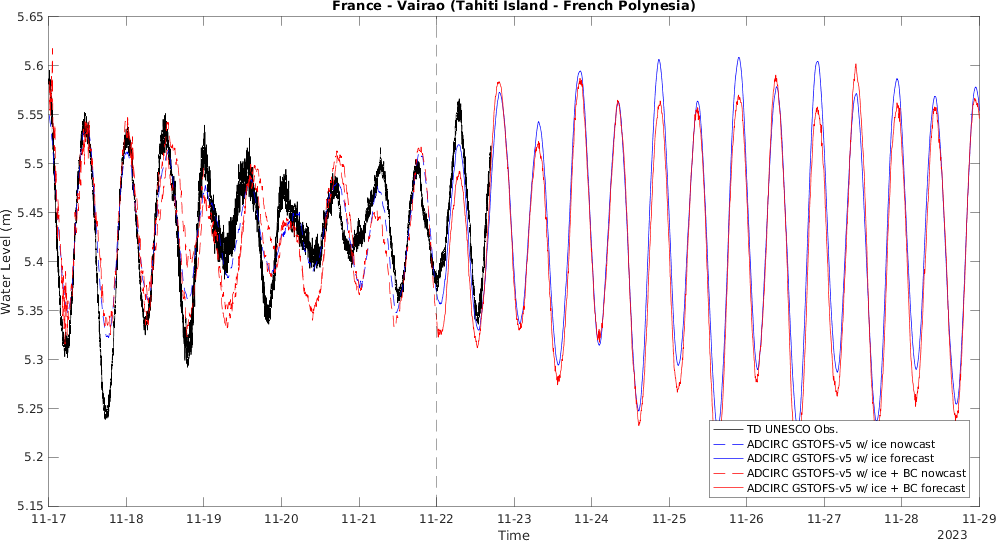 France - Vairao (Tahiti Island - French Polynesia)
5.65
5.6
5.55
5.5
5.45
5.4
5.35
5.3
5.25
5.2
5.15
Water Level (m)
TD UNESCO Obs.
ADCIRC GSTOFS-v5 w/ ice nowcast
ADCIRC GSTOFS-v5 w/ ice forecast
ADCIRC GSTOFS-v5 w/ ice + BC nowcast
ADCIRC GSTOFS-v5 w/ ice + BC forecast
11-17 11-18 11-19 11-20 11-21 11-22 11-23 11-24 11-25 11-26 11-27 11-28 11-29
Time
2023